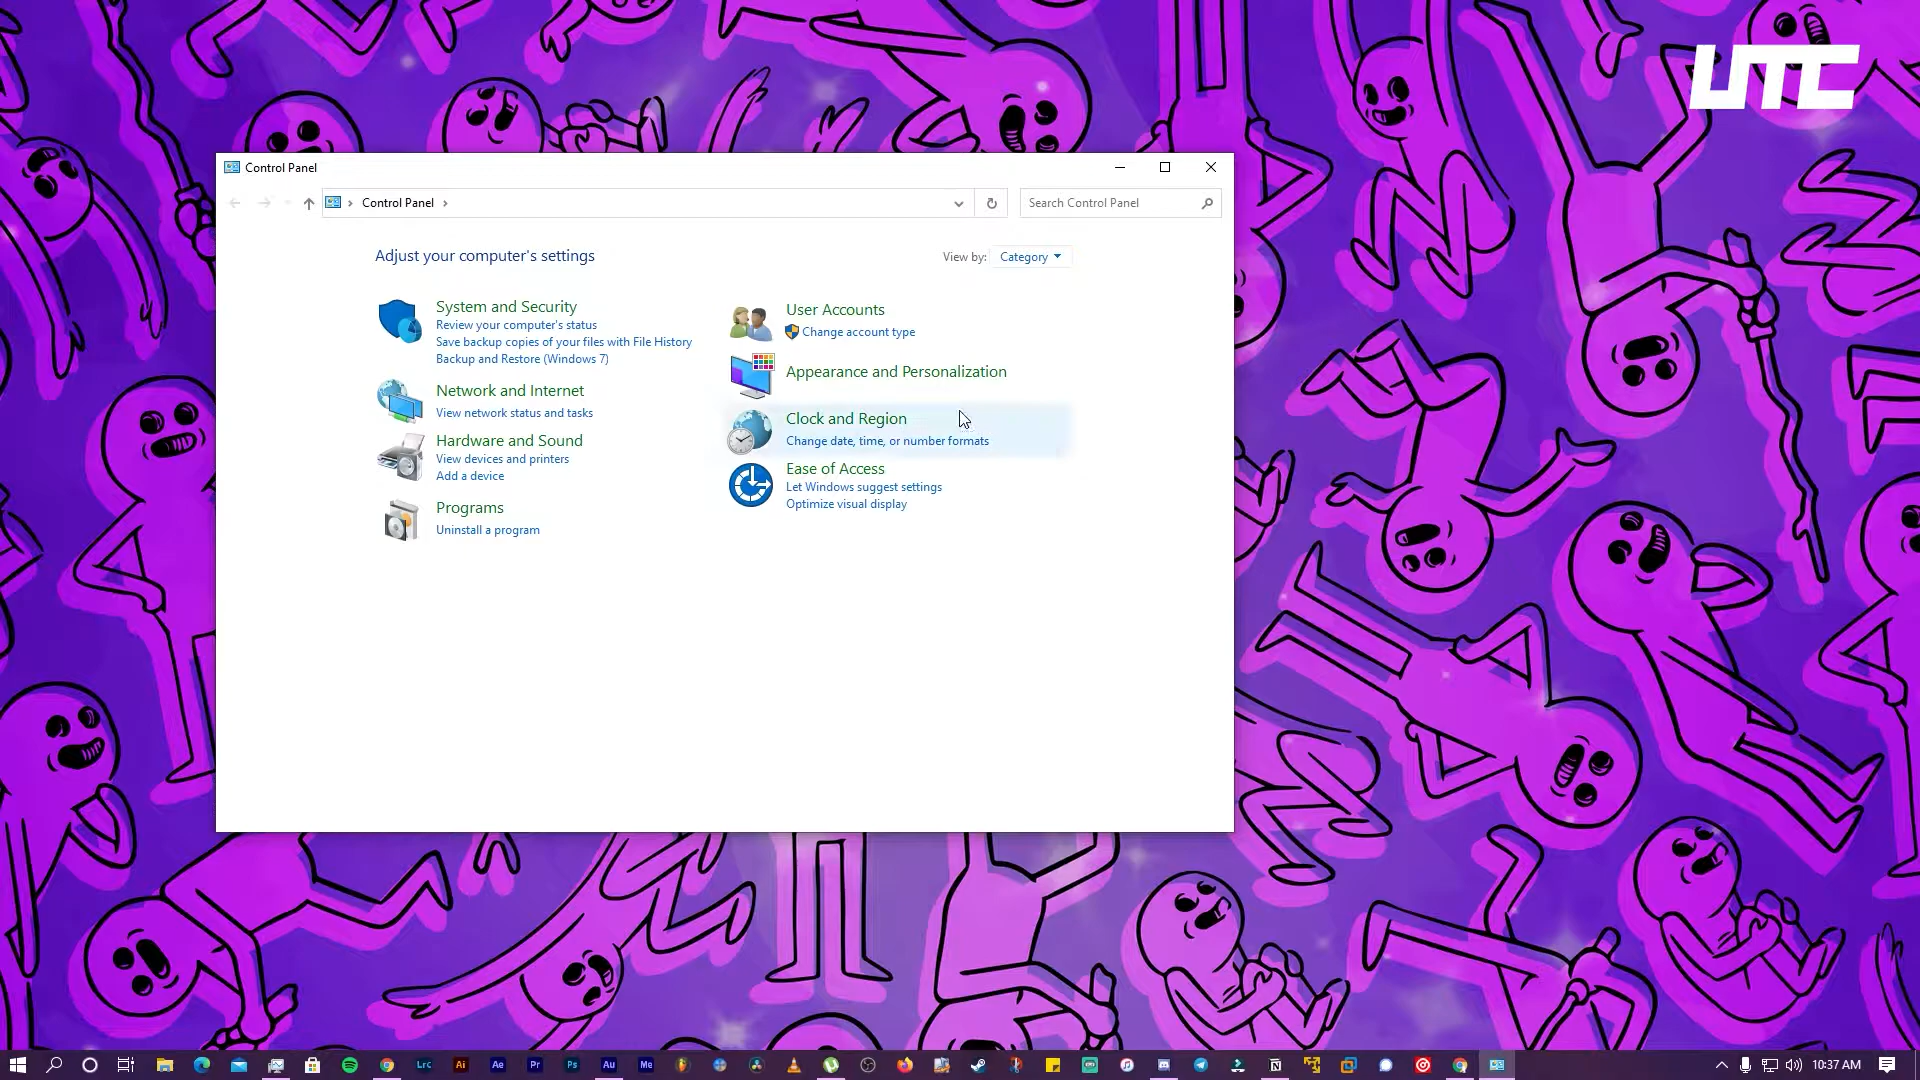 UTC
Control Panel
Control Panel
Search Control Panel
Adjust your computer's settings
View by: Category
System and Security
Review your computer's status
Save backup copies of your files with File History
Backup and Restore (Windows 7)
Network and Internet
View network status and tasks
Hardware and Sound
View devices and printers
Add a device
Programs
Uninstall a program
User Accounts
Change account type
Appearance and Personalization
Clock and Region
Change date, time, or number formats
Ease of Access
Let Windows suggest settings
Optimize visual display
Lrc Ai Ae Pr Ps Au Me N 10:37 AM